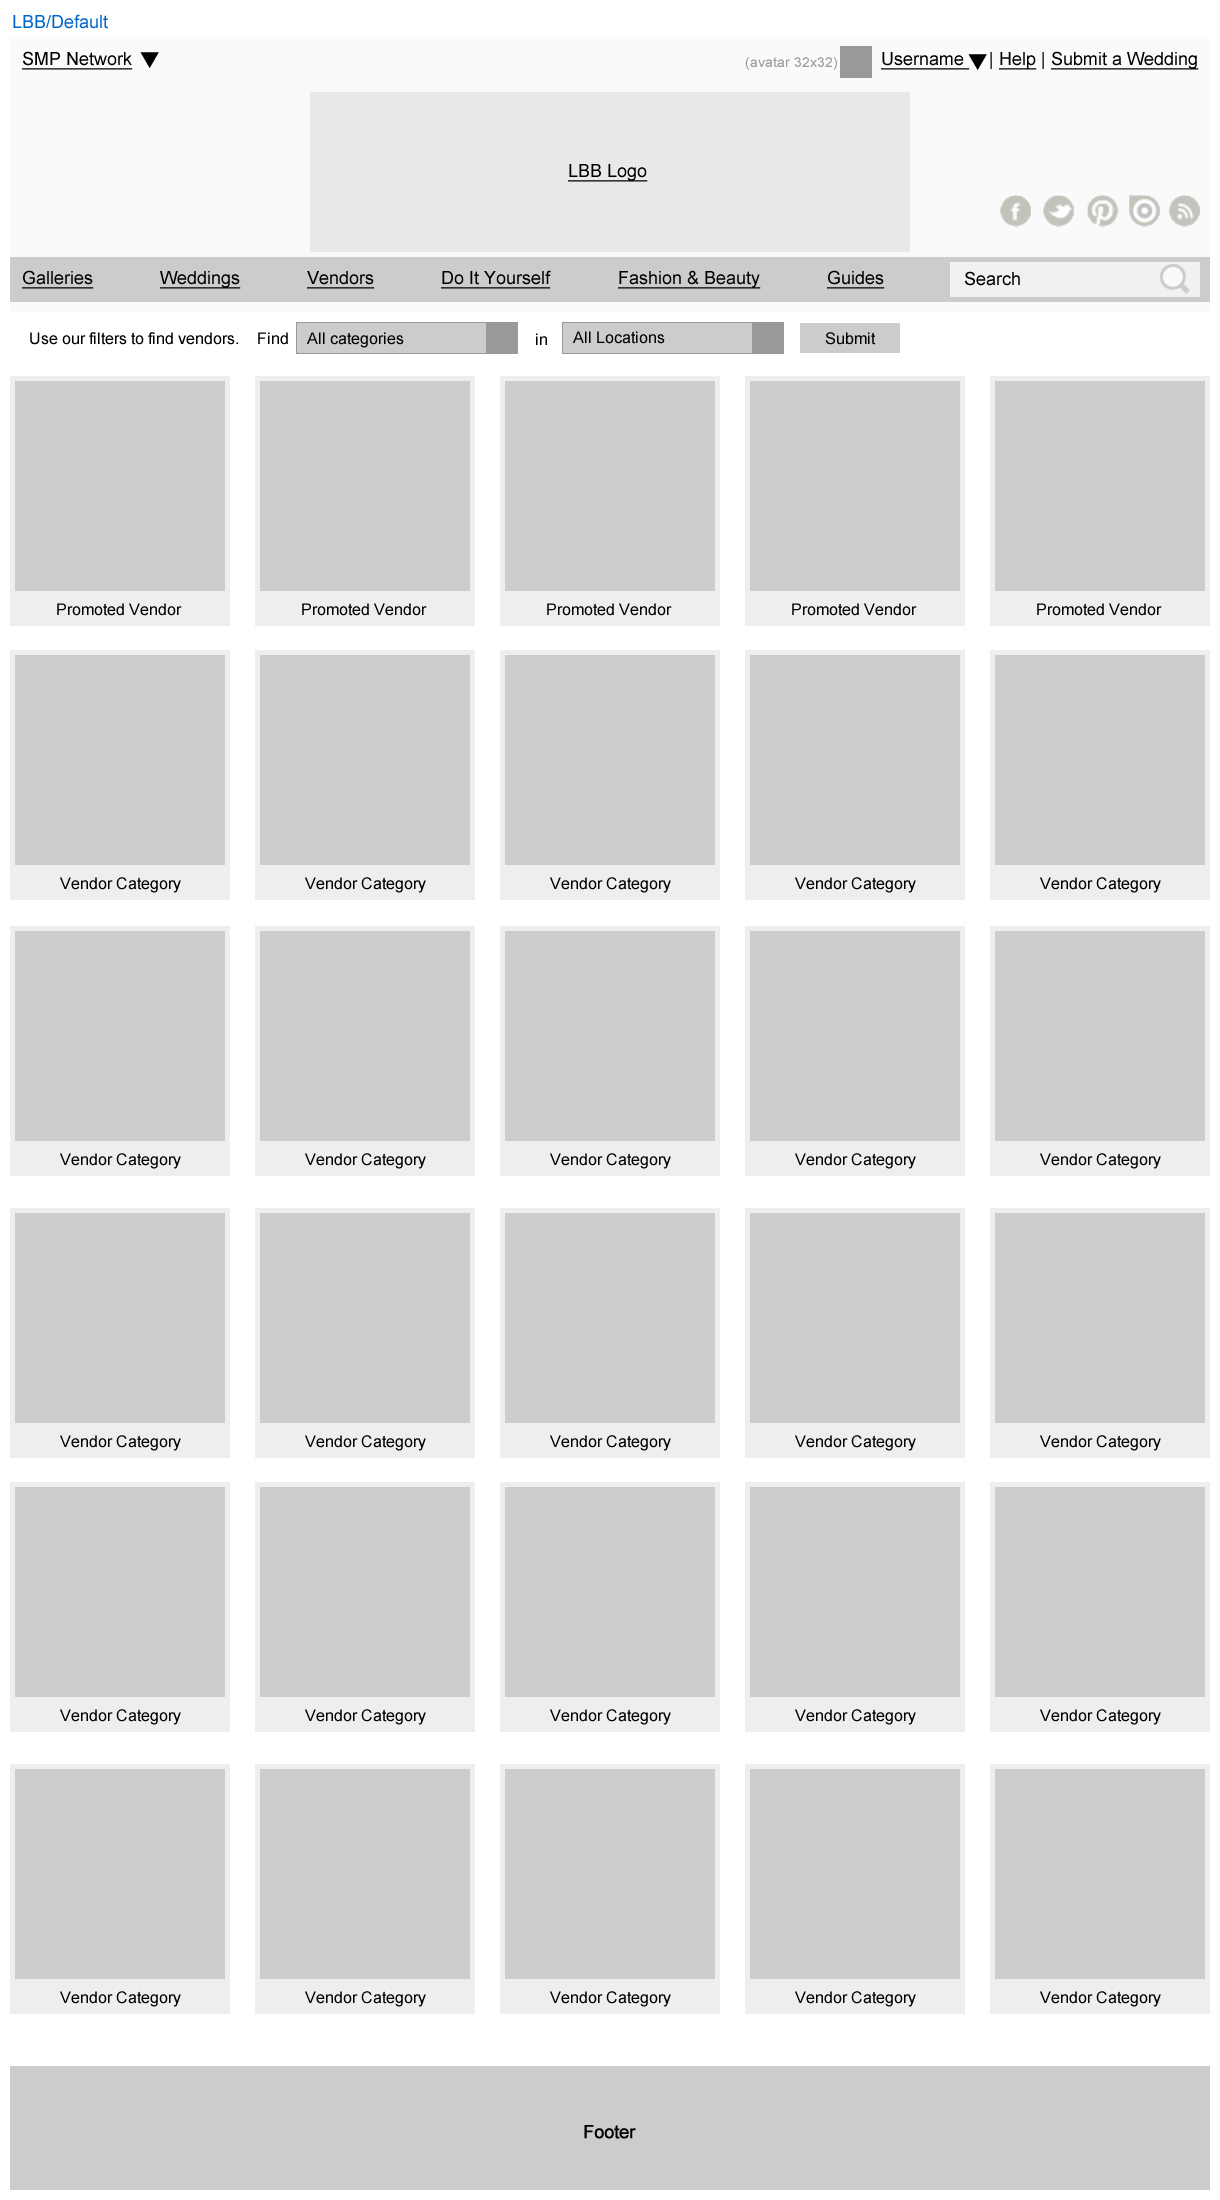 LBB/Default
SMP Network
(avatar 32x32) Username | Help | Submit a Wedding
LBB Logo
Galleries Weddings Vendors Do It Yourself Fashion & Beauty Guides Search
Use our filters to find vendors. Find All categories in All Locations Submit
Promoted Vendor Promoted Vendor Promoted Vendor Promoted Vendor Promoted Vendor
Vendor Category Vendor Category Vendor Category Vendor Category Vendor Category
Vendor Category Vendor Category Vendor Category Vendor Category Vendor Category
Vendor Category Vendor Category Vendor Category Vendor Category Vendor Category
Vendor Category Vendor Category Vendor Category Vendor Category Vendor Category
Vendor Category Vendor Category Vendor Category Vendor Category Vendor Category
Footer